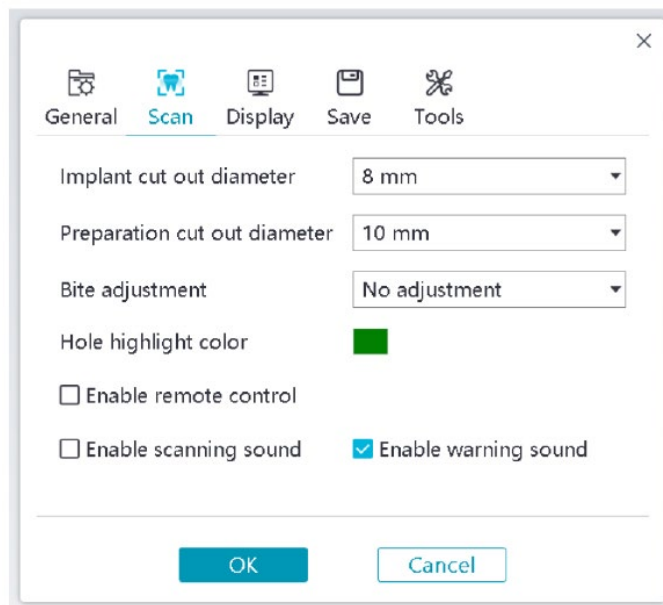 General Scan Display Save Tools
Implant cut out diameter 8 mm
Preparation cut out diameter 10 mm
Bite adjustment No adjustment
Hole highlight color
Enable remote control
Enable scanning sound Enable warning sound
OK Cancel